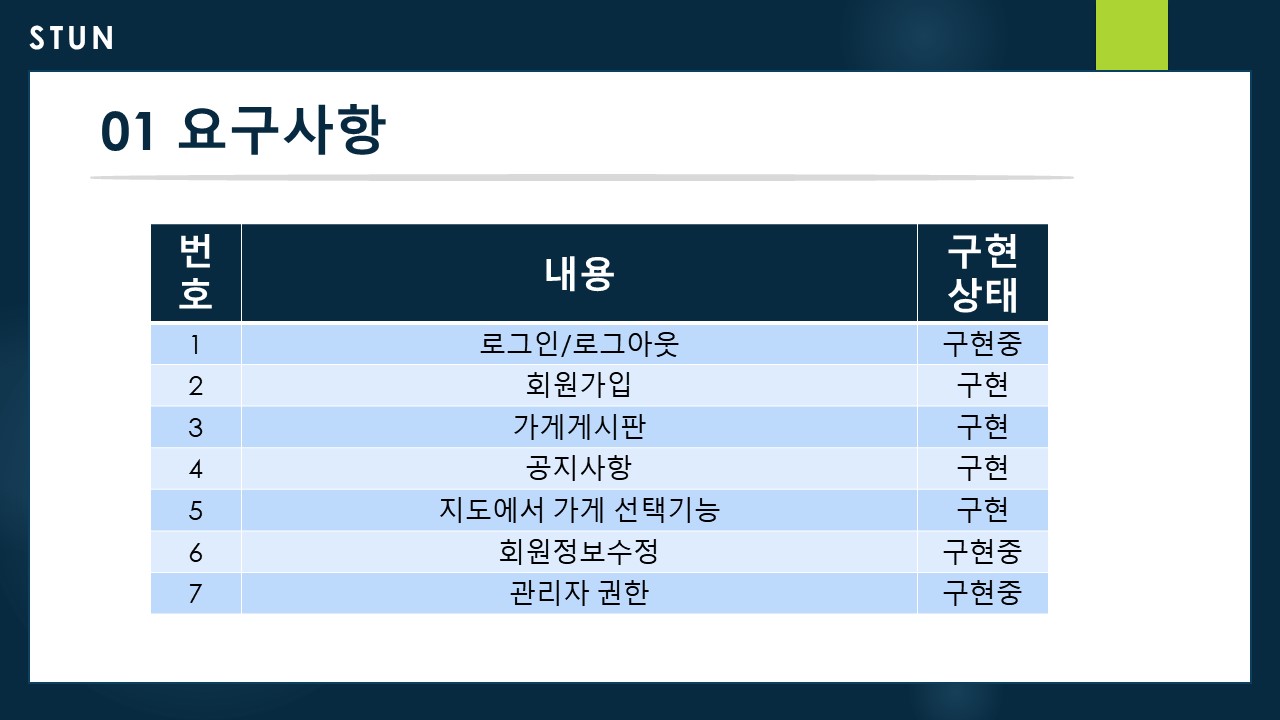 STUN
01 요구사항
번호 내용 구현상태
1 로그인/로그아웃 구현중
2 회원가입 구현
3 가게게시판 구현
4 공지사항 구현
5 지도에서 가게 선택기능 구현
6 회원정보수정 구현중
7 관리자 권한 구현중